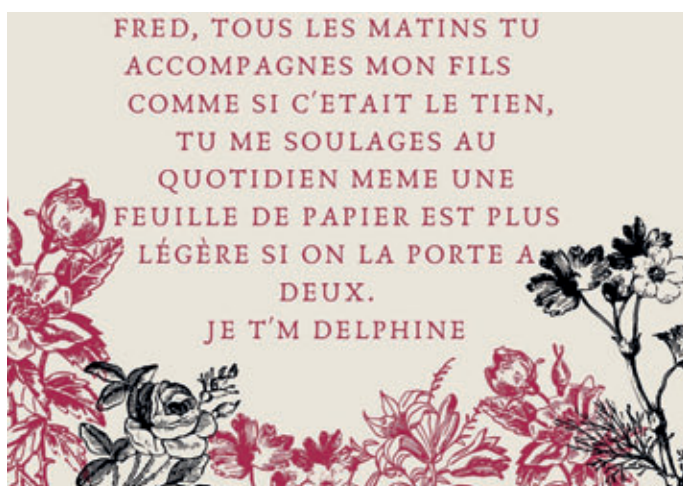 FRED, TOUS LES MATINS TU
ACCOMPAGNES MON FILS
COMME SI C'ETAIT LE TIEN,
TU ME SOULAGES AU
QUOTIDIEN MEME UNE
FEUILLE DE PAPIER EST PLUS
LÉGÈRE SI ON LA PORTE A
DEUX.
JE T'M DELPHINE